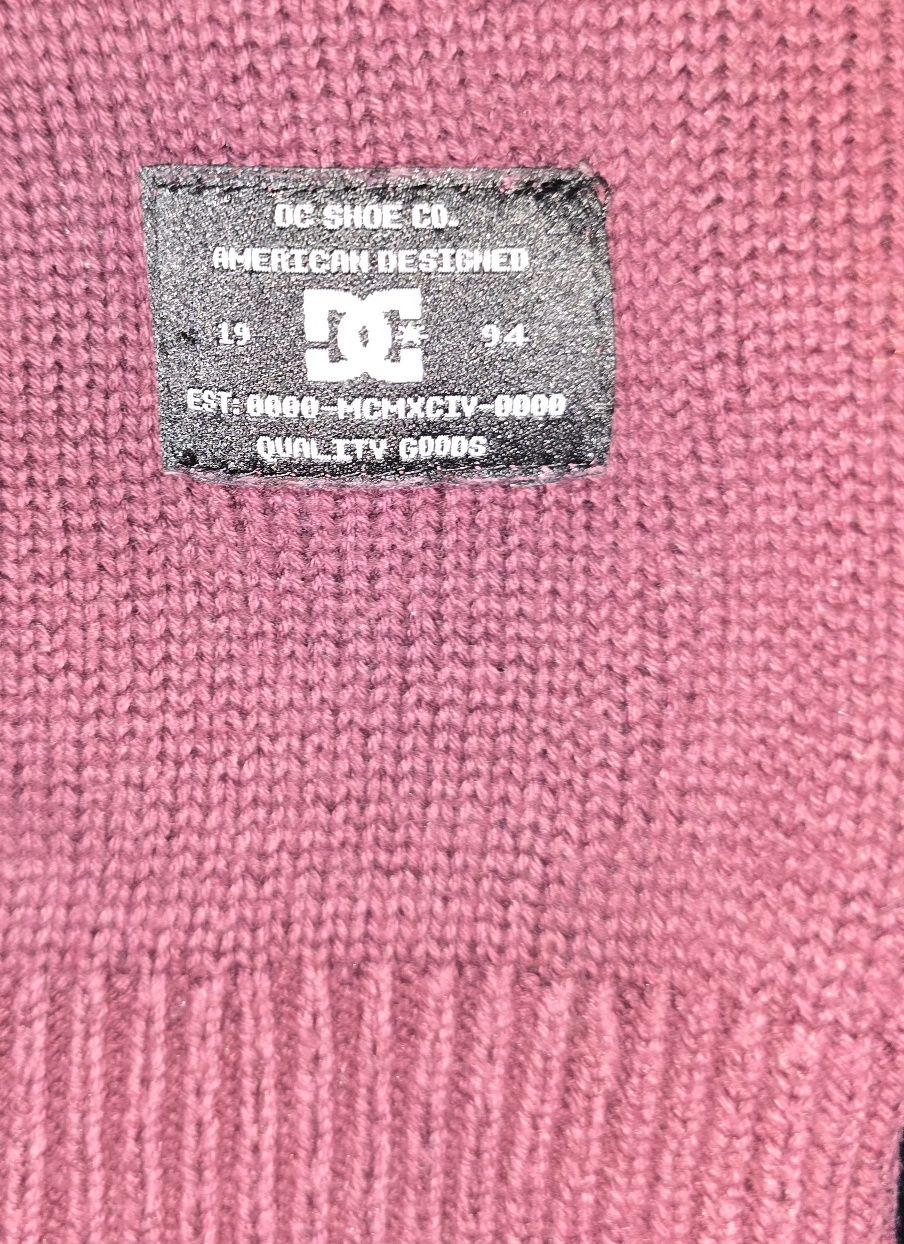 DC SHOE CO.
AMERICAN DESIGNED
19 DC 94
EST: 0000-MCMXCIV-0000
QUALITY GOODS